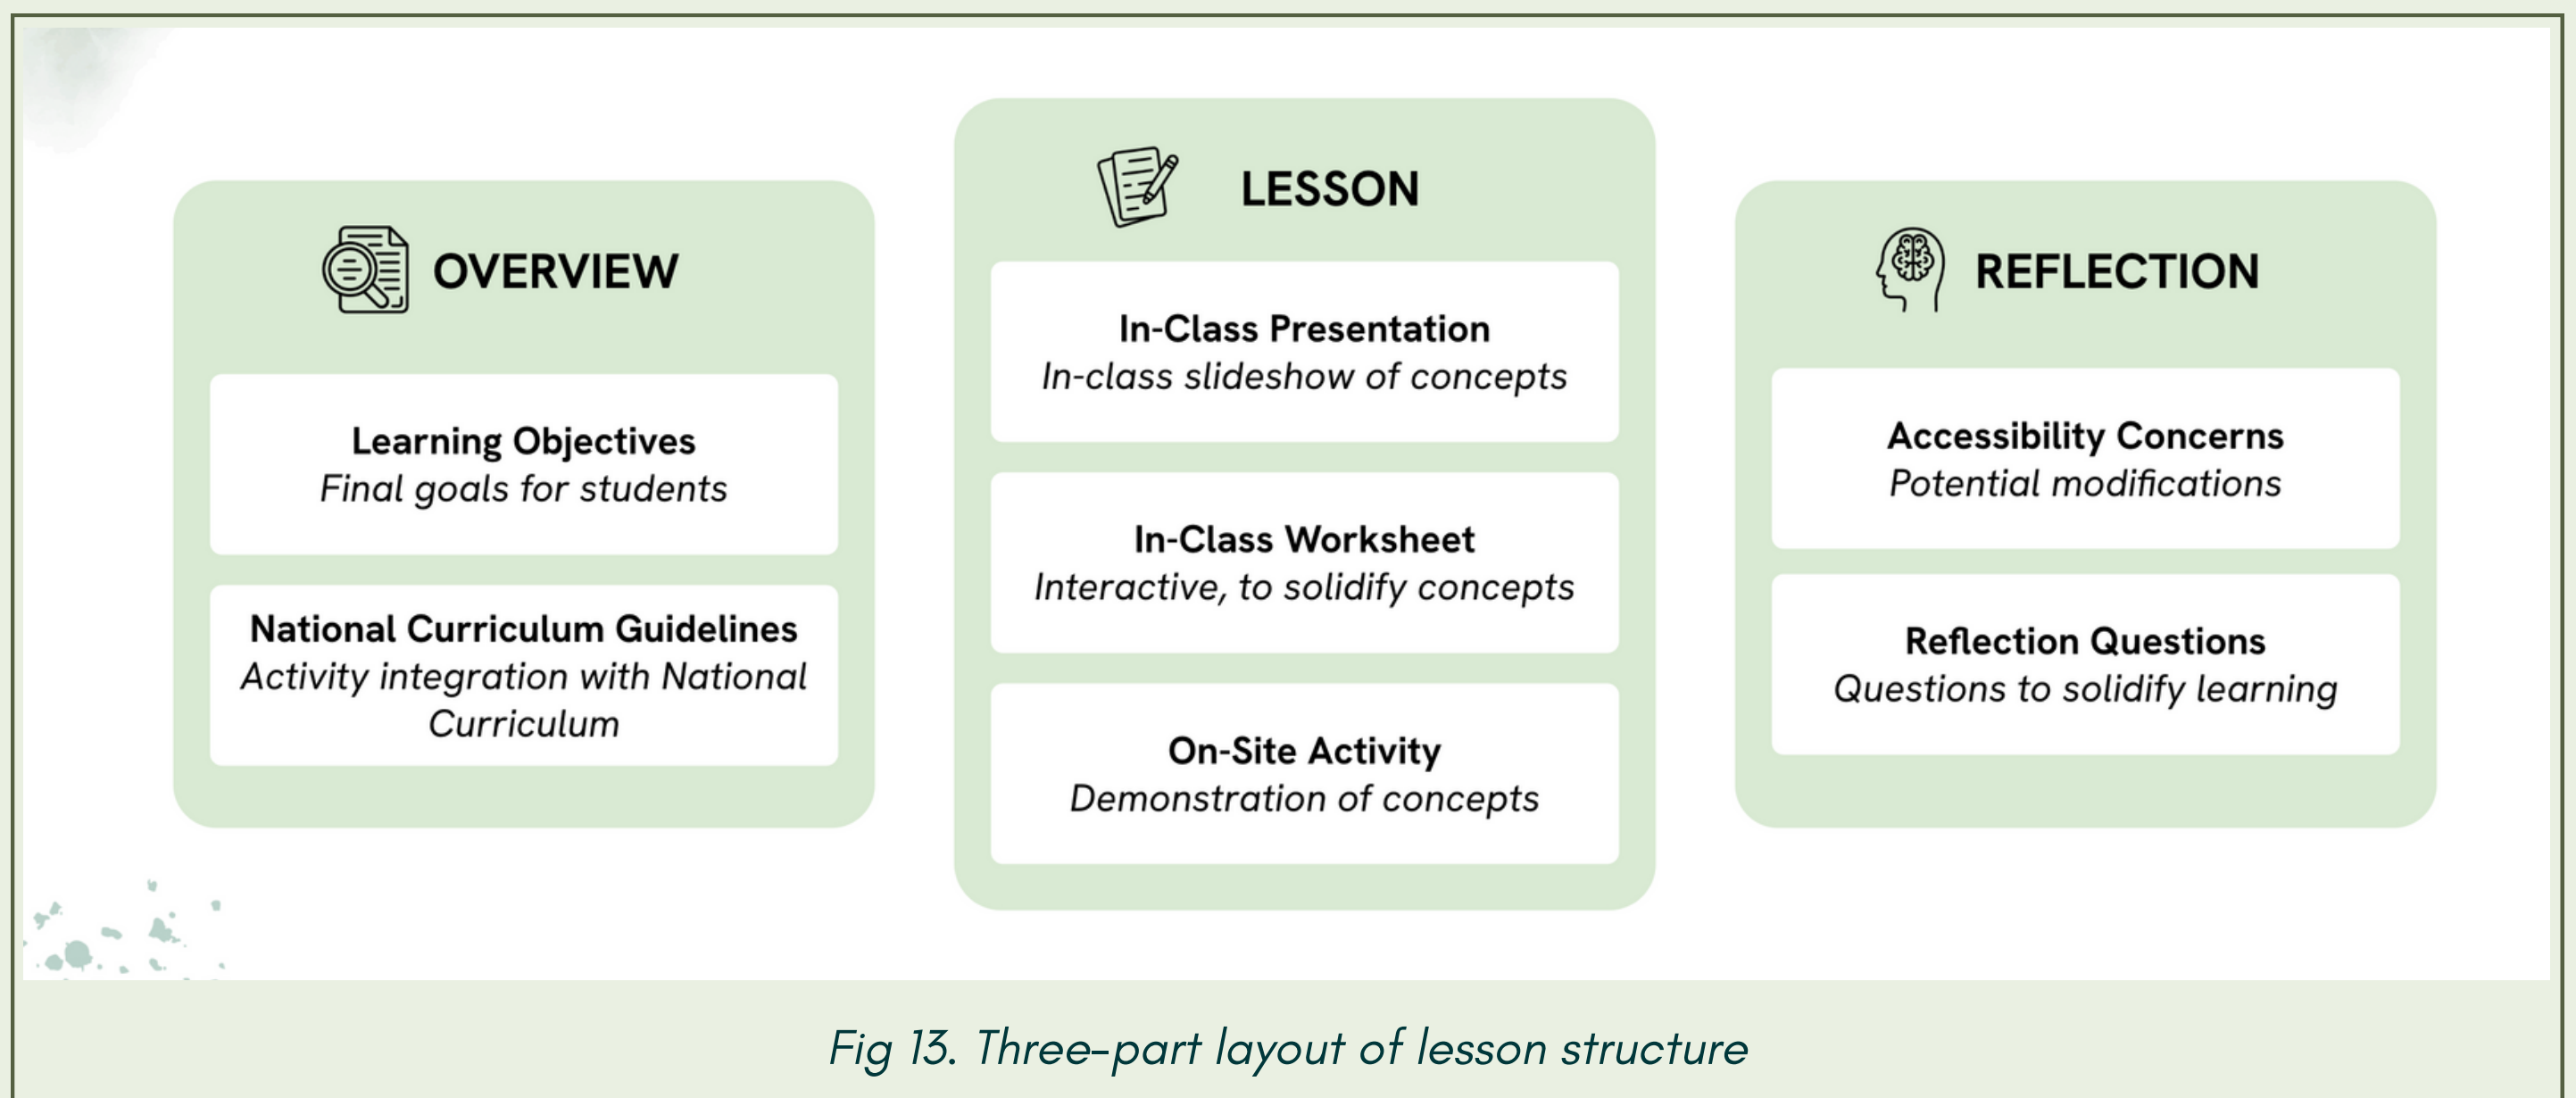 OVERVIEW
Learning Objectives
Final goals for students
National Curriculum Guidelines
Activity integration with National
Curriculum
LESSON
In-Class Presentation
In-class slideshow of concepts
In-Class Worksheet
Interactive, to solidify concepts
On-Site Activity
Demonstration of concepts
REFLECTION
Accessibility Concerns
Potential modifications
Reflection Questions
Questions to solidify learning
Fig 13. Three-part layout of lesson structure